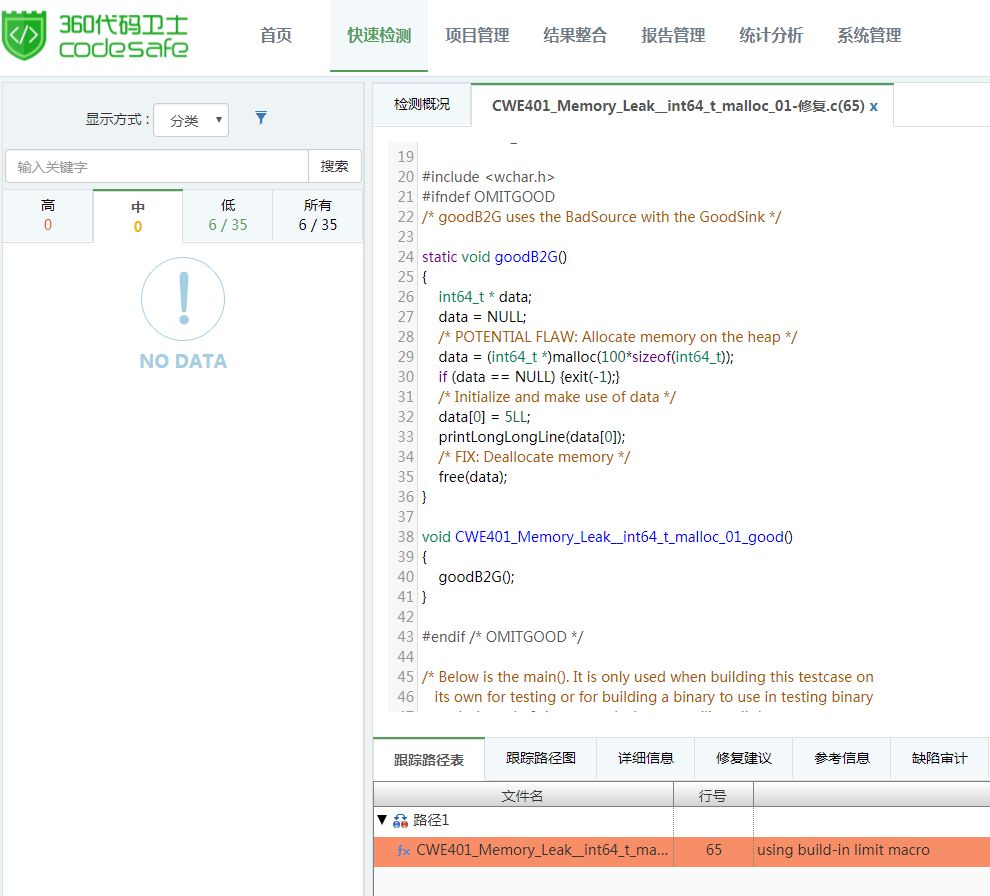 360代码卫士
codesafe
首页 快速检测 项目管理 结果整合 报告管理 统计分析 系统管理
显示方式 : 分类
输入关键字 搜索
高 中 低 所有
0 0 6 / 35 6 / 35
NO DATA
检测概况 CWE401_Memory_Leak__int64_t_malloc_01-修复.c(65) x
19
20 #include <wchar.h>
21 #ifndef OMITGOOD
22 /* goodB2G uses the BadSource with the GoodSink */
23
24 static void goodB2G()
25 {
26 int64_t * data;
27 data = NULL;
28 /* POTENTIAL FLAW: Allocate memory on the heap */
29 data = (int64_t *)malloc(100*sizeof(int64_t));
30 if (data == NULL) {exit(-1);}
31 /* Initialize and make use of data */
32 data[0] = 5LL;
33 printLongLongLine(data[0]);
34 /* FIX: Deallocate memory */
35 free(data);
36 }
37
38 void CWE401_Memory_Leak__int64_t_malloc_01_good()
39 {
40 goodB2G();
41 }
42
43 #endif /* OMITGOOD */
44
45 /* Below is the main(). It is only used when building this testcase on
46 its own for testing or for building a binary to use in testing binary
跟踪路径表 跟踪路径图 详细信息 修复建议 参考信息 缺陷审计
文件名 行号
路径1
fx CWE401_Memory_Leak__int64_t_ma... 65 using build-in limit macro